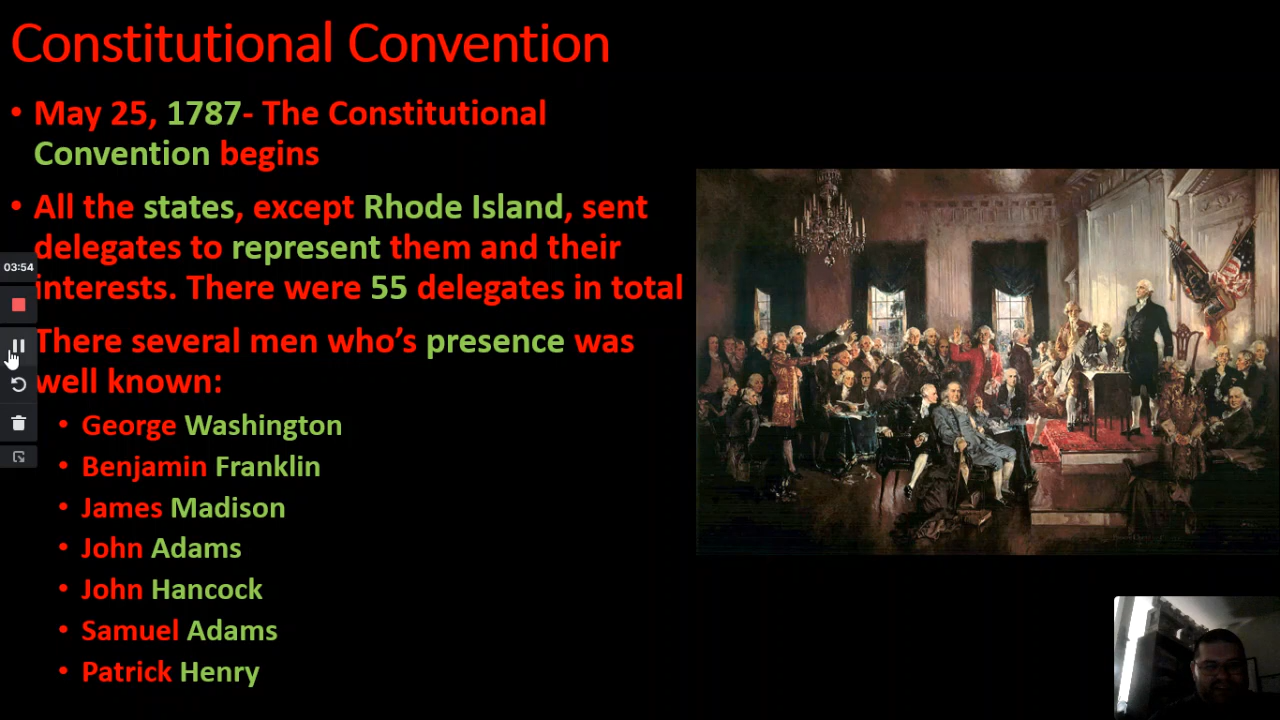 Constitutional Convention
• May 25, 1787- The Constitutional
Convention begins
• All the states, except Rhode Island, sent
delegates to represent them and their
interests. There were 55 delegates in total
There several men who's presence was
well known:
• George Washington
• Benjamin Franklin
• James Madison
• John Adams
• John Hancock
• Samuel Adams
• Patrick Henry
03:54